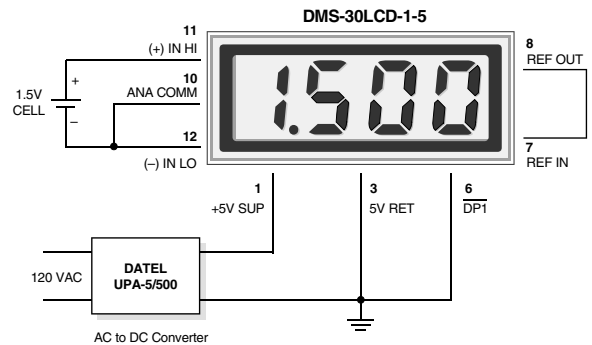 DMS-30LCD-1-5
11
(+) IN HI
8
REF OUT
1.500
+
1.5V
CELL
–
10
ANA COMM
12
(–) IN LO
7
REF IN
1
+5V SUP
3
5V RET
6
DP1
120 VAC
DATEL
UPA-5/500
AC to DC Converter